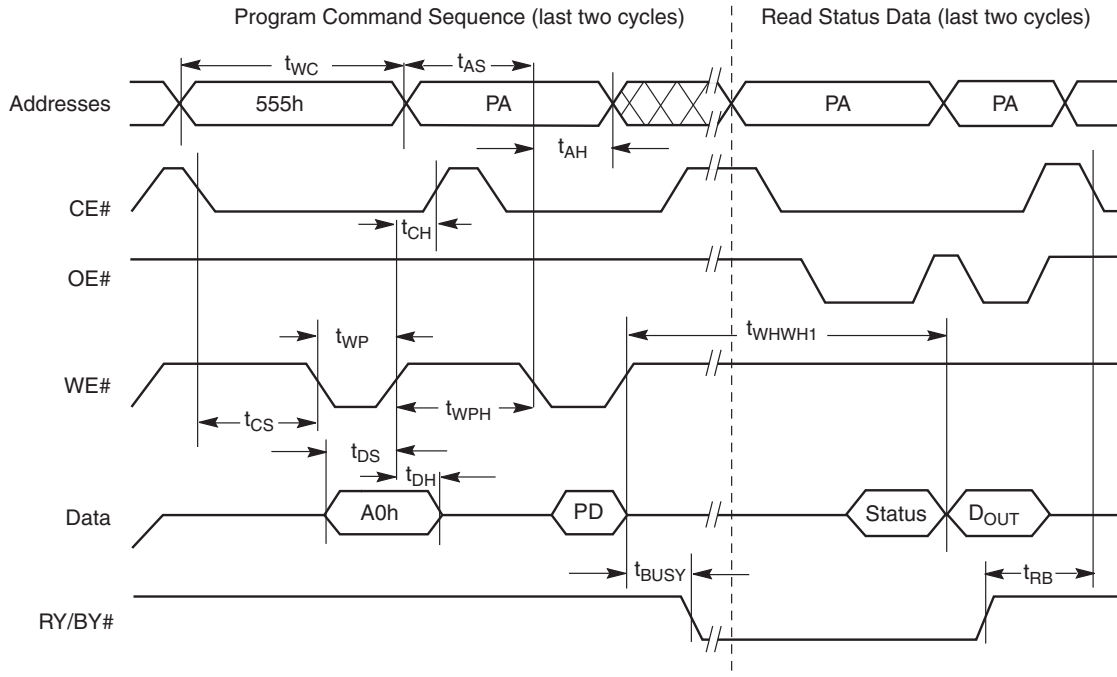 Program Command Sequence (last two cycles)
Read Status Data (last two cycles)
tWC
tAS
Addresses
555h
PA
PA
PA
tAH
CE#
tCH
OE#
tWP
tWHWH1
WE#
tCS
tWPH
tDS
tDH
Data
A0h
PD
Status
DOUT
tBUSY
tRB
RY/BY#